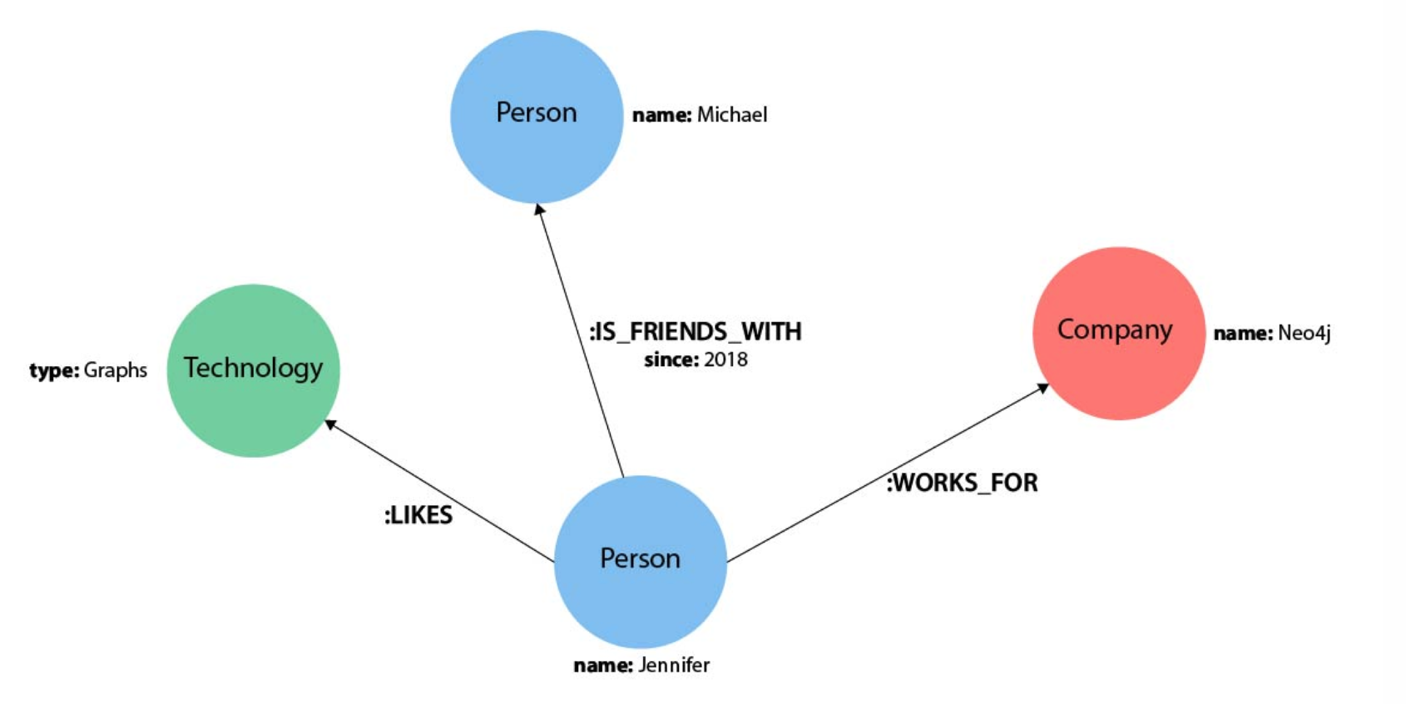 Person
name: Michael
:IS_FRIENDS_WITH
since: 2018
Company
name: Neo4j
type: Graphs
Technology
:WORKS_FOR
:LIKES
Person
name: Jennifer